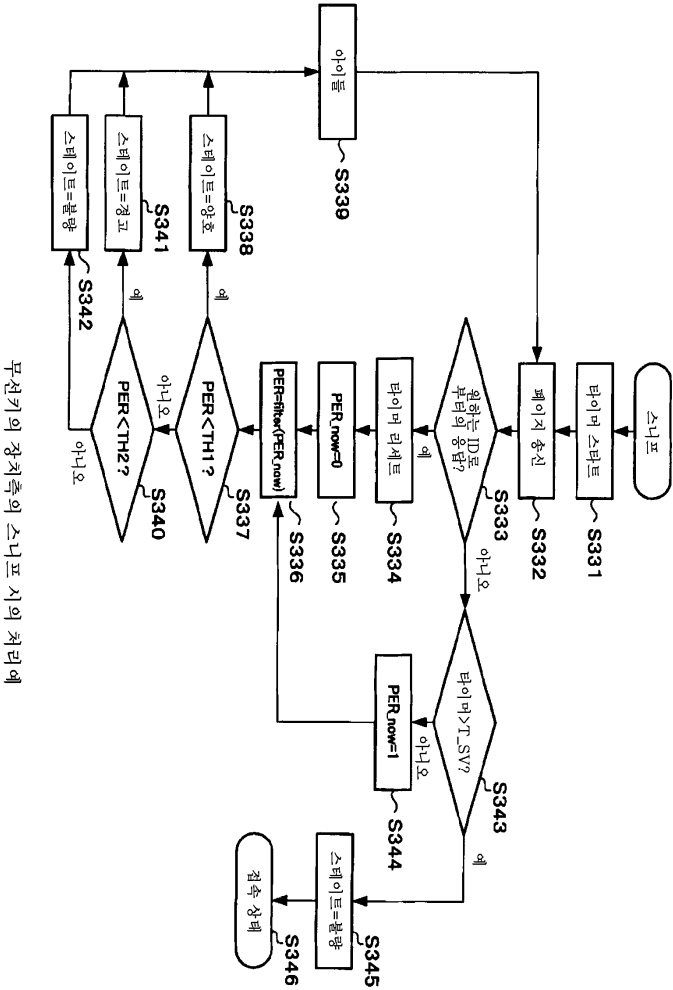 스니프
타이머 스타트
S331
페이지 송신
S332
원하는 ID로
부터의 응답?
S333
예
아니오
타이머 리세트
S334
PER_now=0
S335
PER=filter(PER_now)
S336
PER<TH1?
S337
예
아니오
스테이트=양호
S338
아이들
S339
PER<TH2?
S340
예
아니오
스테이트=경고
S341
스테이트=불량
S342
타이머>T_SV?
S343
아니오
예
PER_now=1
S344
스테이트=불량
S345
접속 상태
S346
무선키의 장치측의 스니프 시의 처리예